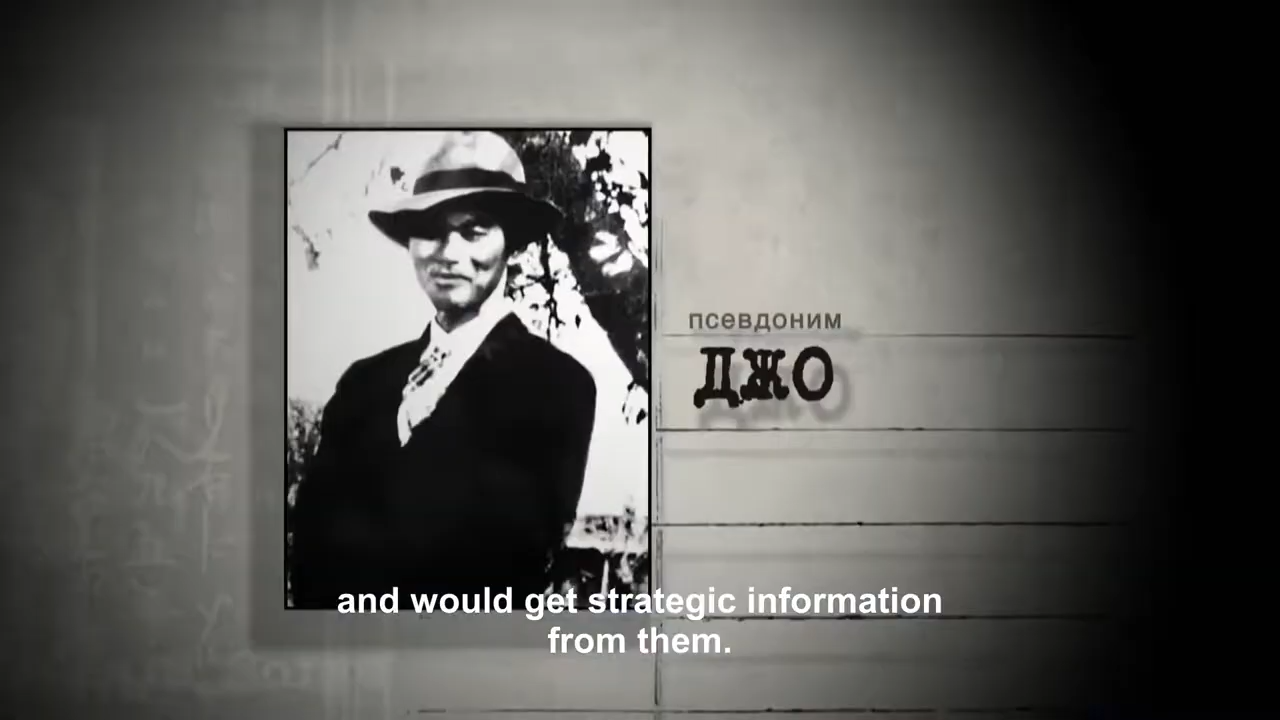 псевдоним
ДЖО
and would get strategic information
from them.